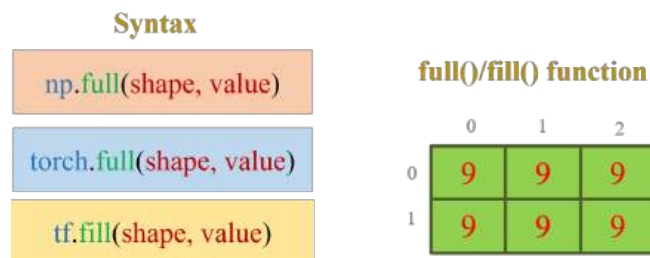 Syntax
np.full(shape, value)
torch.full(shape, value)
tf.fill(shape, value)
full()/fill() function
0 1 2
0 9 9 9
1 9 9 9